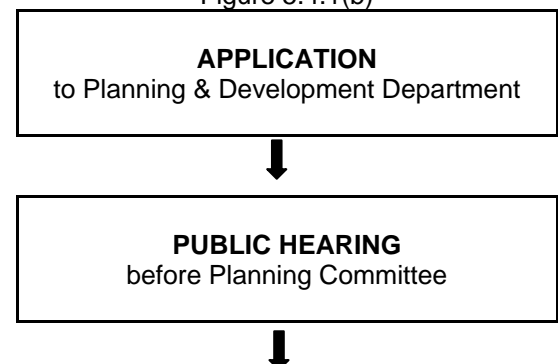 APPLICATION
to Planning & Development Department
PUBLIC HEARING
before Planning Committee